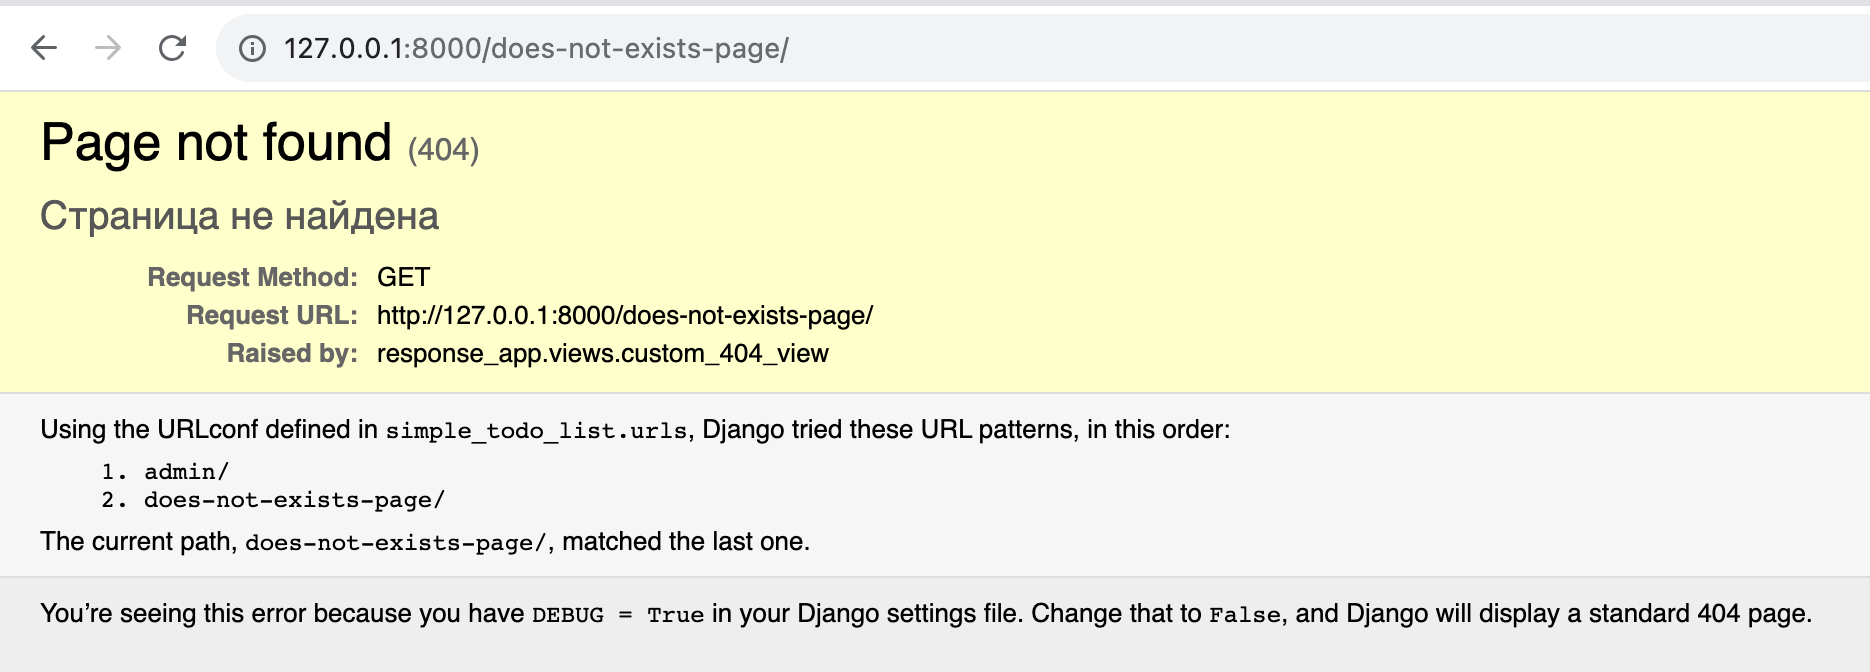 127.0.0.1:8000/does-not-exists-page/
Page not found (404)
Страница не найдена
Request Method: GET
Request URL: http://127.0.0.1:8000/does-not-exists-page/
Raised by: response_app.views.custom_404_view
Using the URLconf defined in simple_todo_list.urls, Django tried these URL patterns, in this order:
1. admin/
2. does-not-exists-page/
The current path, does-not-exists-page/, matched the last one.
You’re seeing this error because you have DEBUG = True in your Django settings file. Change that to False, and Django will display a standard 404 page.